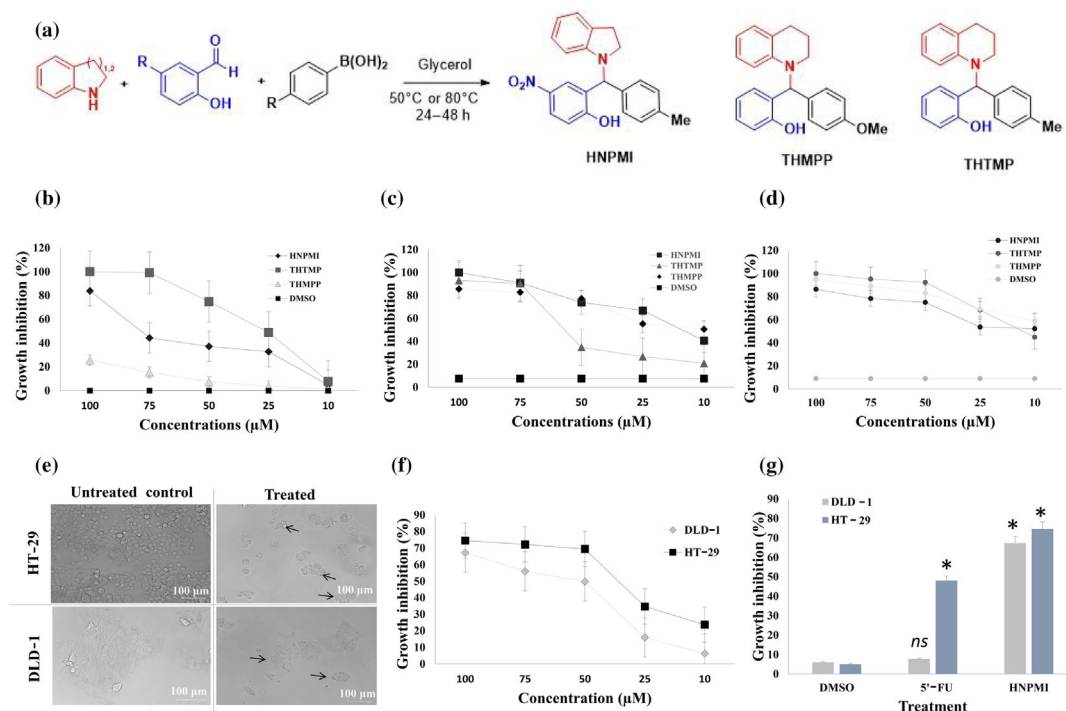 (a)
1,2
N
H
+
R
O
H
OH
+
B(OH)2
R
Glycerol
50°C or 80°C
24–48 h
N
O2N
OH
Me
HNPMI
N
OH
OMe
THMPP
N
OH
Me
THTMP
(b)
Growth inhibition (%)
120
100
80
60
40
20
0
HNPMI
THTMP
THMPP
DMSO
100 75 50 25 10
Concentrations (µM)
(c)
Growth inhibition (%)
120
100
80
60
40
20
0
HNPMI
THTMP
THMPP
DMSO
100 75 50 25 10
Concentrations (µM)
(d)
Growth inhibition (%)
120
100
80
60
40
20
0
HNPMI
THTMP
THMPP
DMSO
100 75 50 25 10
Concentrations (µM)
(e)
Untreated control Treated
HT-29
100 µm
100 µm
DLD-1
100 µm
100 µm
(f)
Growth inhibition (%)
90
80
70
60
50
40
30
20
10
0
DLD-1
HT-29
100 75 50 25 10
Concentration (µM)
(g)
Growth inhibition (%)
90
80
70
60
50
40
30
20
10
0
DLD-1
HT-29
ns
*
*
*
DMSO 5'-FU HNPMI
Treatment